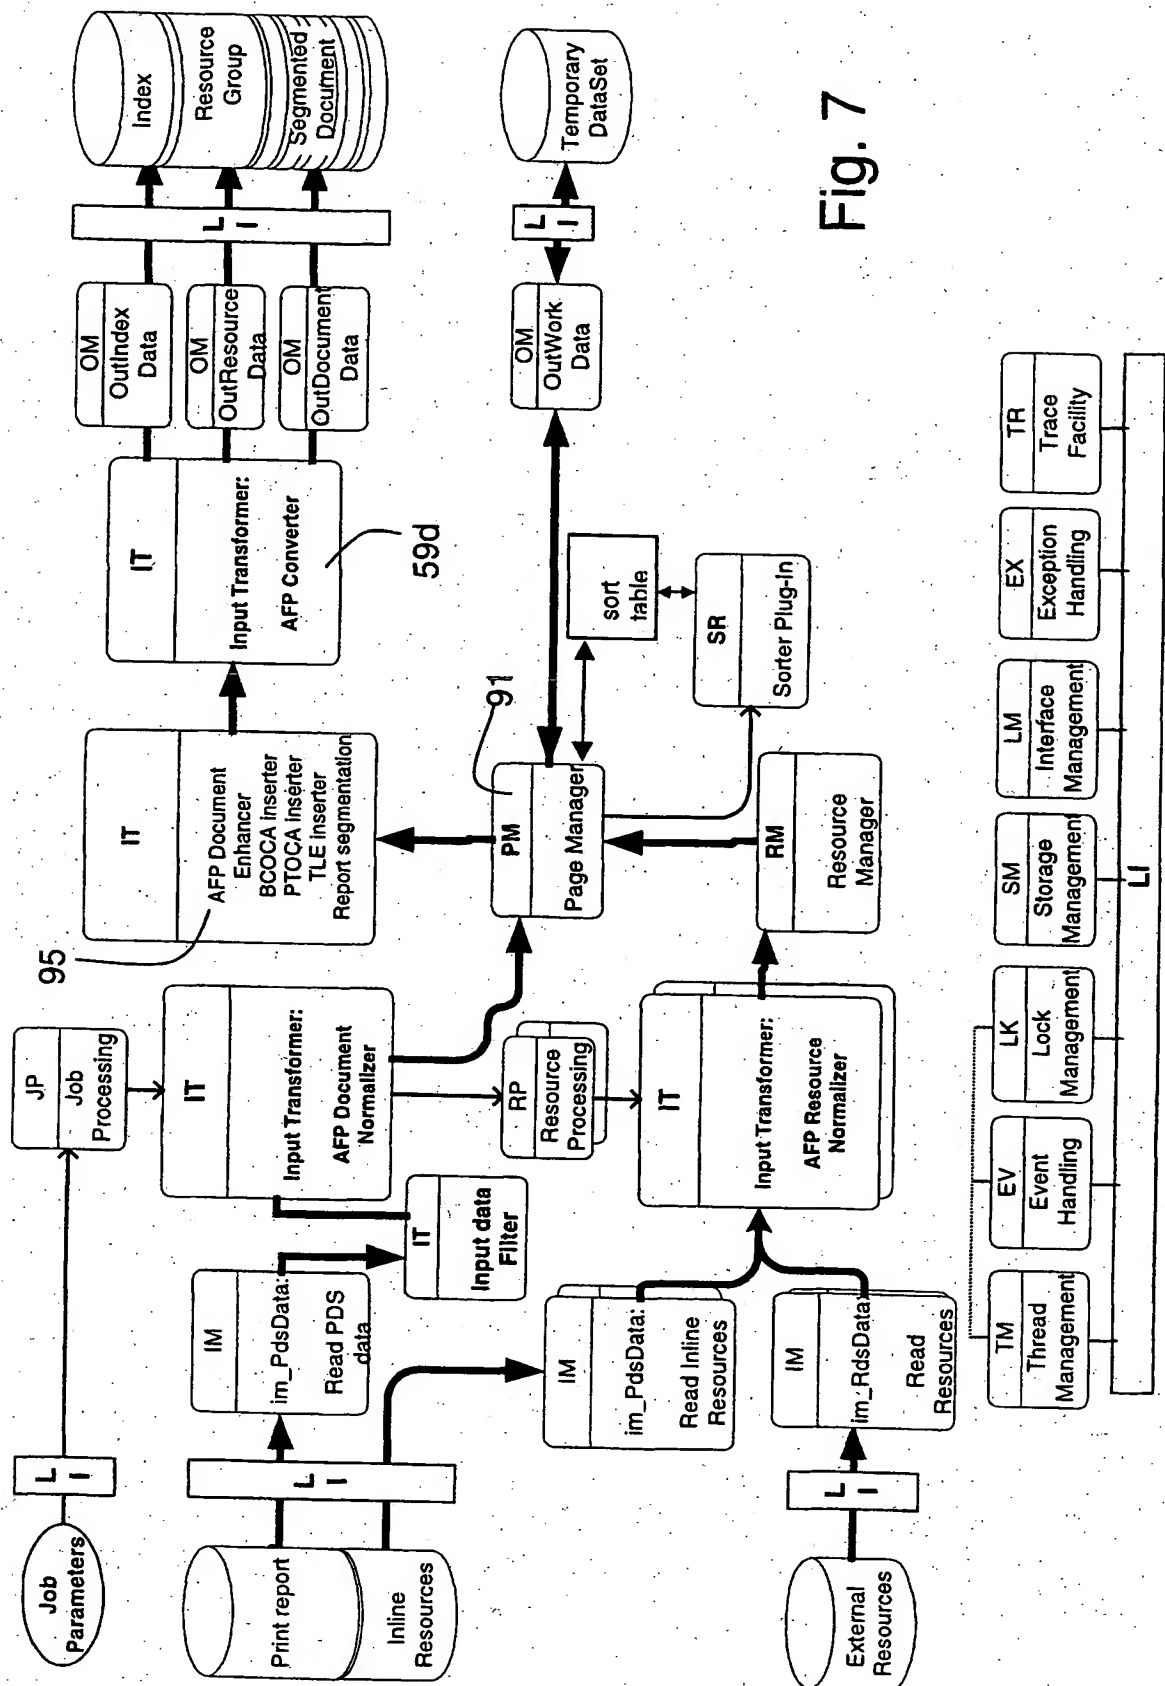 Job
Parameters
L
I
JP
Job
Processing
Print report
Inline
Resources
L
I
IM
im_PdsData:
Read PDS
data
IT
Input data
Filter
IT
Input Transformer:
AFP Document
Normalizer
95
IT
AFP Document
Enhancer
BCOCA inserter
PTOCA inserter
TLE inserter
Report segmentation
IT
Input Transformer:
AFP Converter
59d
OM
OutIndex
Data
OM
OutResource
Data
OM
OutDocument
Data
L
I
Index
Resource
Group
Segmented
Document
RP
Resource
Processing
PM
Page Manager
91
sort
table
SR
Sorter Plug-In
OM
OutWork
Data
L
I
Temporary
DataSet
IM
im_PdsData:
Read Inline
Resources
External
Resources
L
I
IM
im_RdsData:
Read
Resources
IT
Input Transformer:
AFP Resource
Normalizer
RM
Resource
Manager
TM
Thread
Management
EV
Event
Handling
LK
Lock
Management
SM
Storage
Management
LM
Interface
Management
EX
Exception
Handling
TR
Trace
Facility
LI
Fig. 7